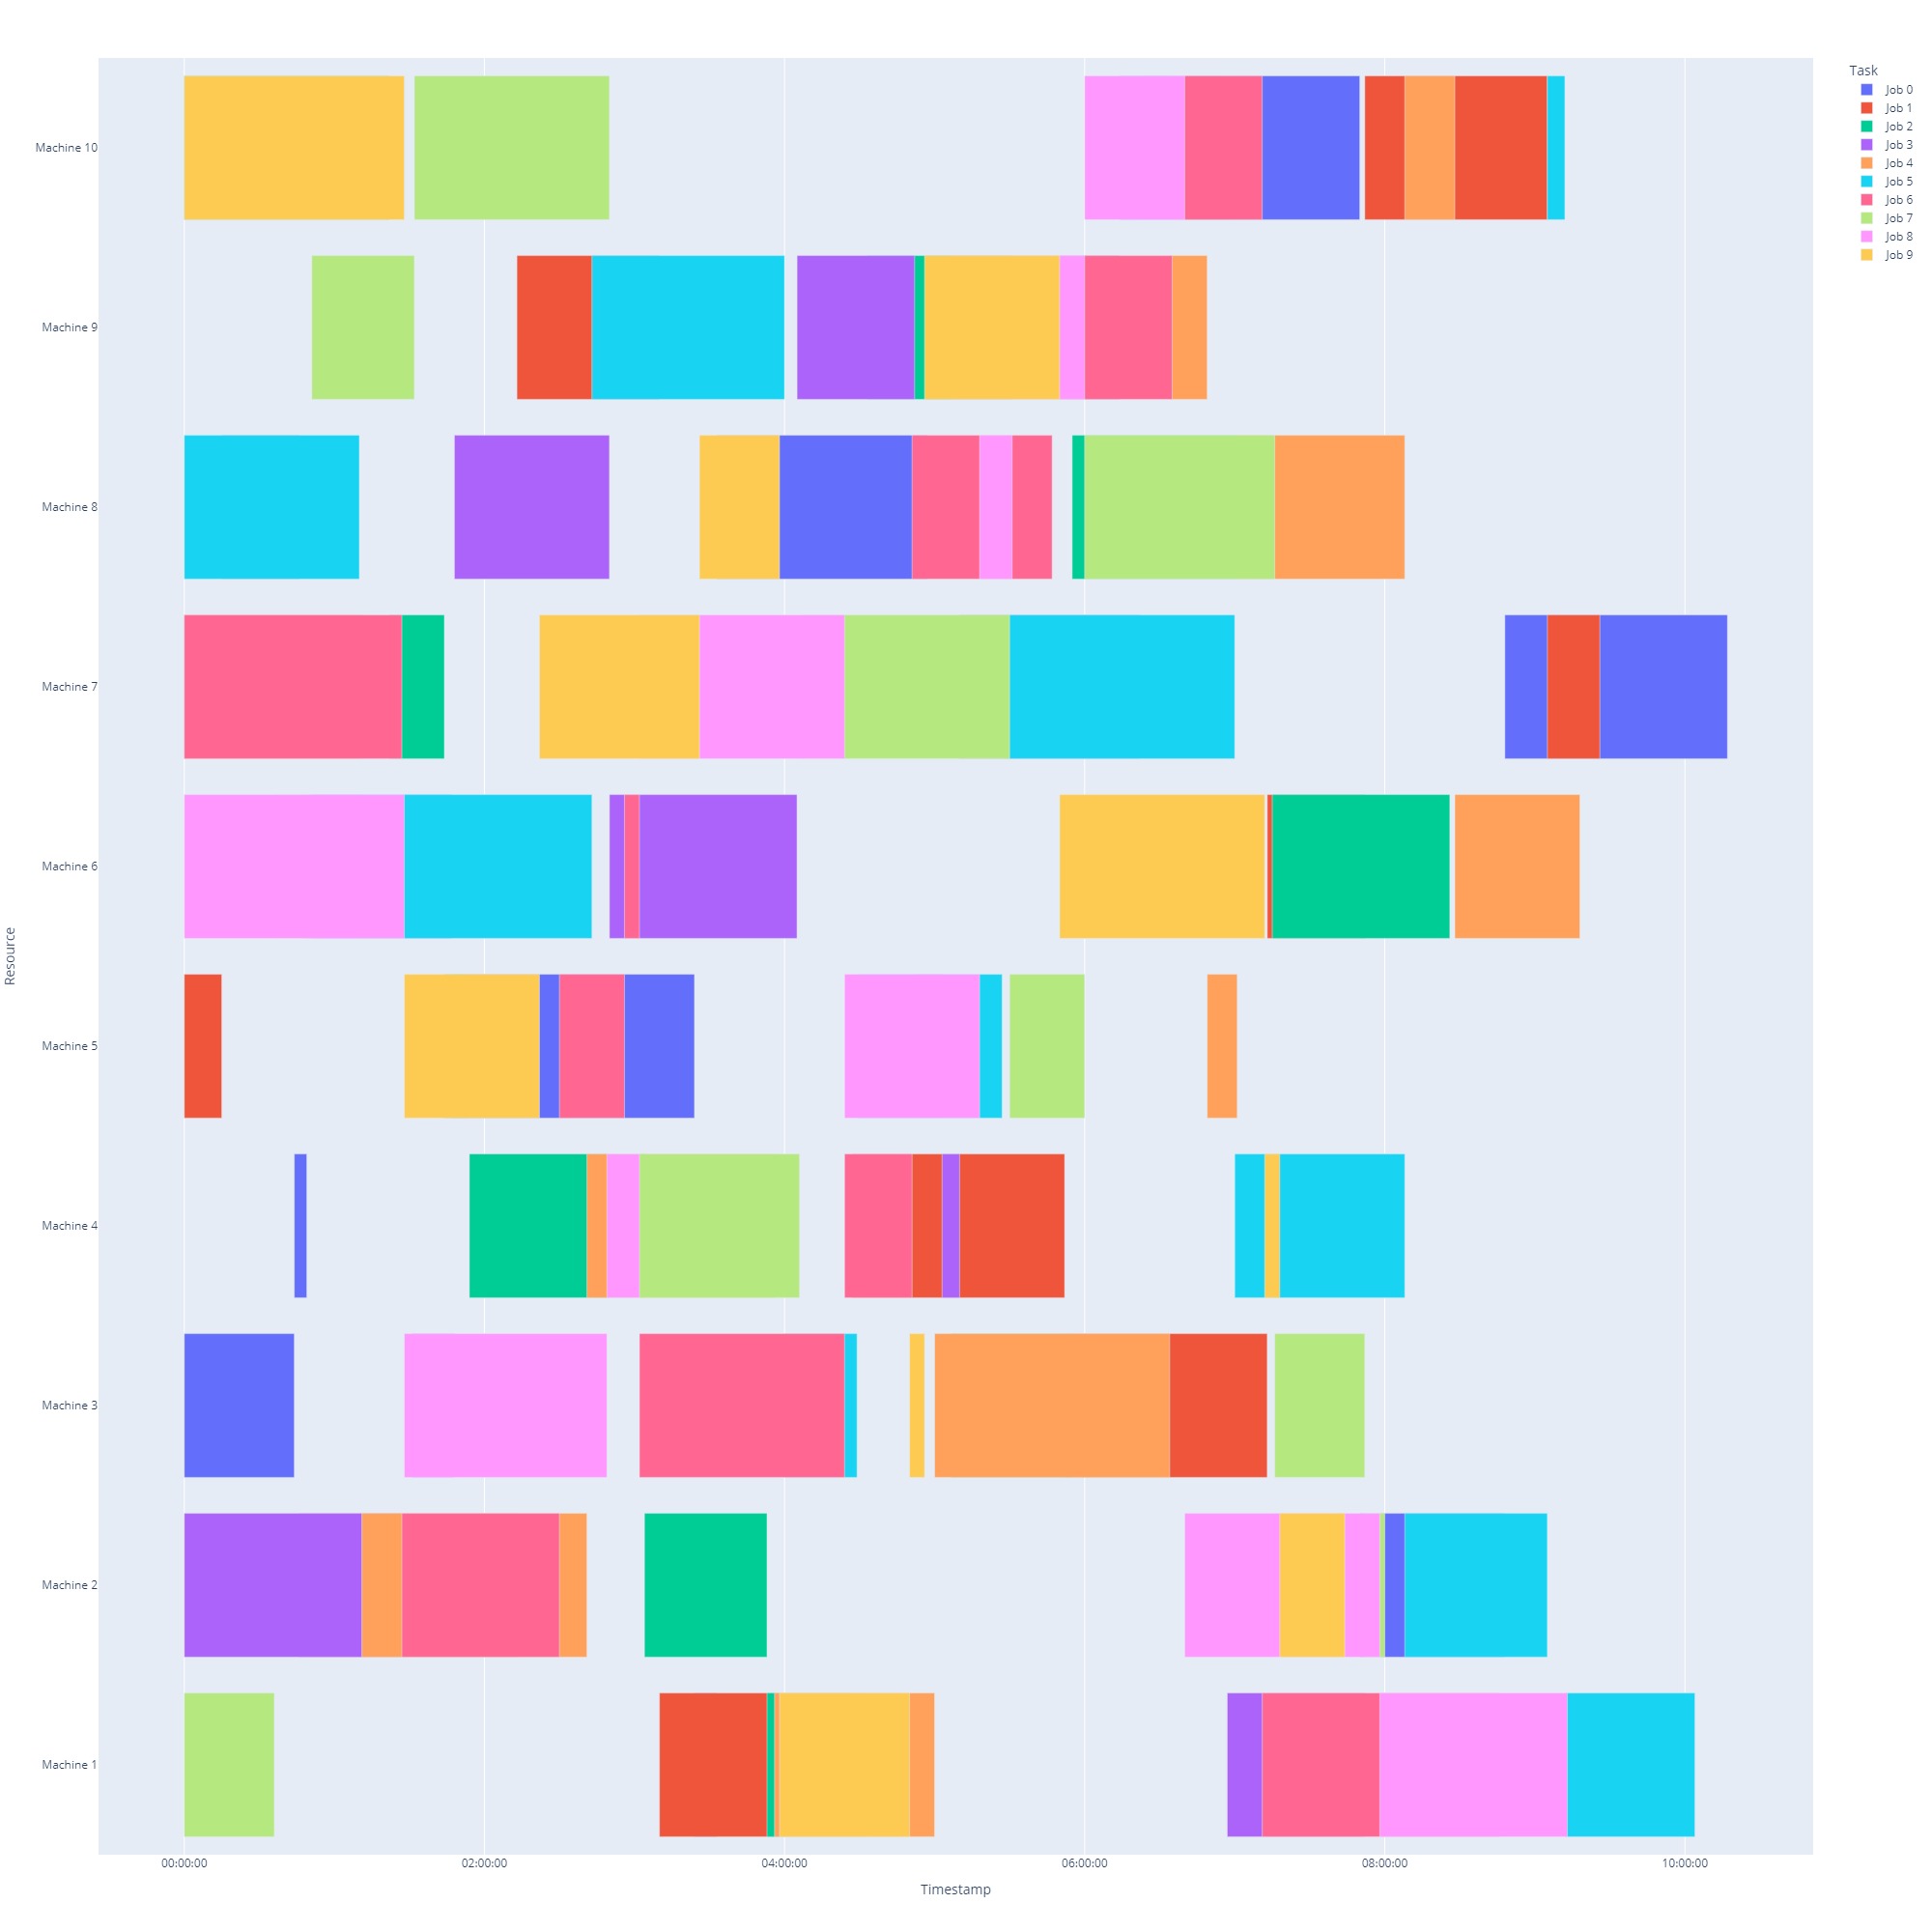 Task
Job 0
Job 1
Job 2
Job 3
Job 4
Job 5
Job 6
Job 7
Job 8
Job 9
Machine 10
Machine 9
Machine 8
Machine 7
Machine 6
Machine 5
Machine 4
Machine 3
Machine 2
Machine 1
Resource
00:00:00 02:00:00 04:00:00 06:00:00 08:00:00 10:00:00
Timestamp